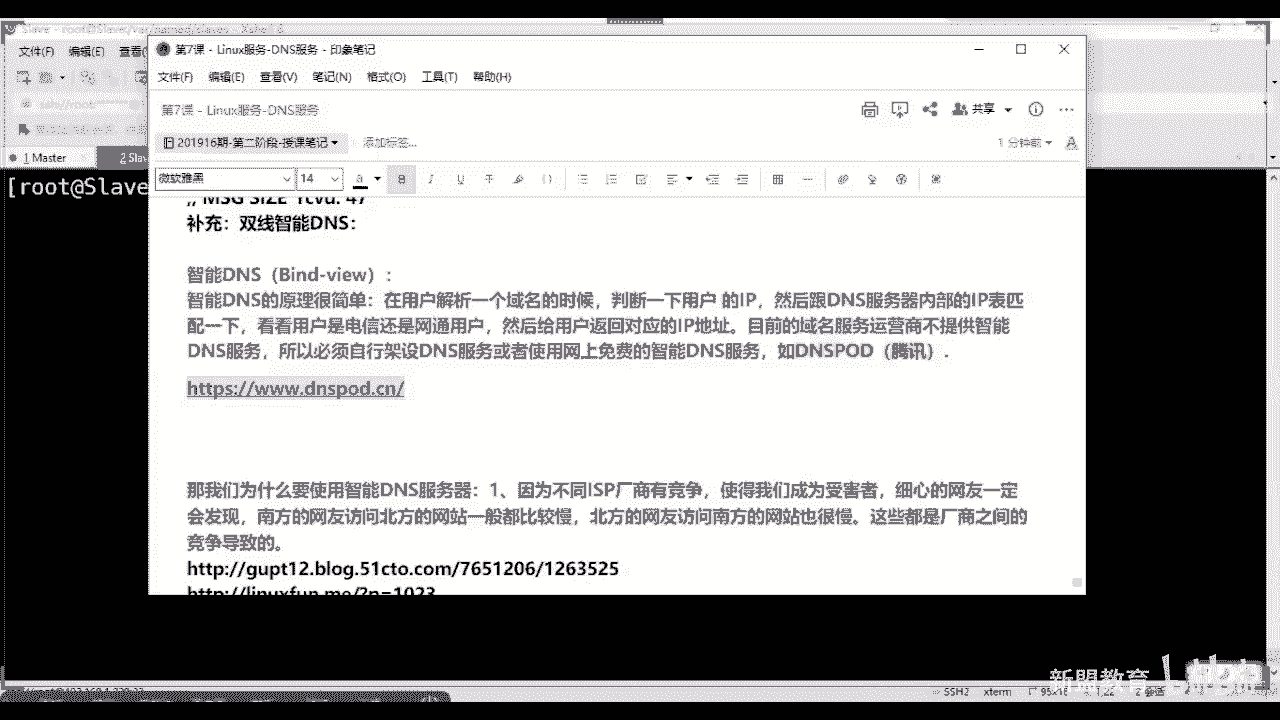 文件(F) 编辑(E) 查看(
第7课 - Linux服务-DNS服务 - 印象笔记
文件(F) 编辑(E) 查看(V) 笔记(N) 格式(O) 工具(T) 帮助(H)
第7课 - Linux服务-DNS服务
共享
201916期-第二阶段-授课笔记
添加标签...
1 分钟前
1 Master
2 Slav
微软雅黑
14
[root@Slave
补充：双线智能DNS：
智能DNS（Bind-view）：
智能DNS的原理很简单：在用户解析一个域名的时候，判断一下用户 的IP，然后跟DNS服务器内部的IP表匹
配一下，看看用户是电信还是网通用户，然后给用户返回对应的IP地址。目前的域名服务运营商不提供智能
DNS服务，所以必须自行架设DNS服务或者使用网上免费的智能DNS服务，如DNSPOD（腾讯）.
https://www.dnspod.cn/
那我们为什么要使用智能DNS服务器：1、因为不同ISP厂商有竞争，使得我们成为受害者，细心的网友一定
会发现，南方的网友访问北方的网站一般都比较慢，北方的网友访问南方的网站也很慢。这些都是厂商之间的
竞争导致的。
http://gupt12.blog.51cto.com/7651206/1263525
http://linuxfun.me/?p=1023
新盟教育
SSH2 xterm